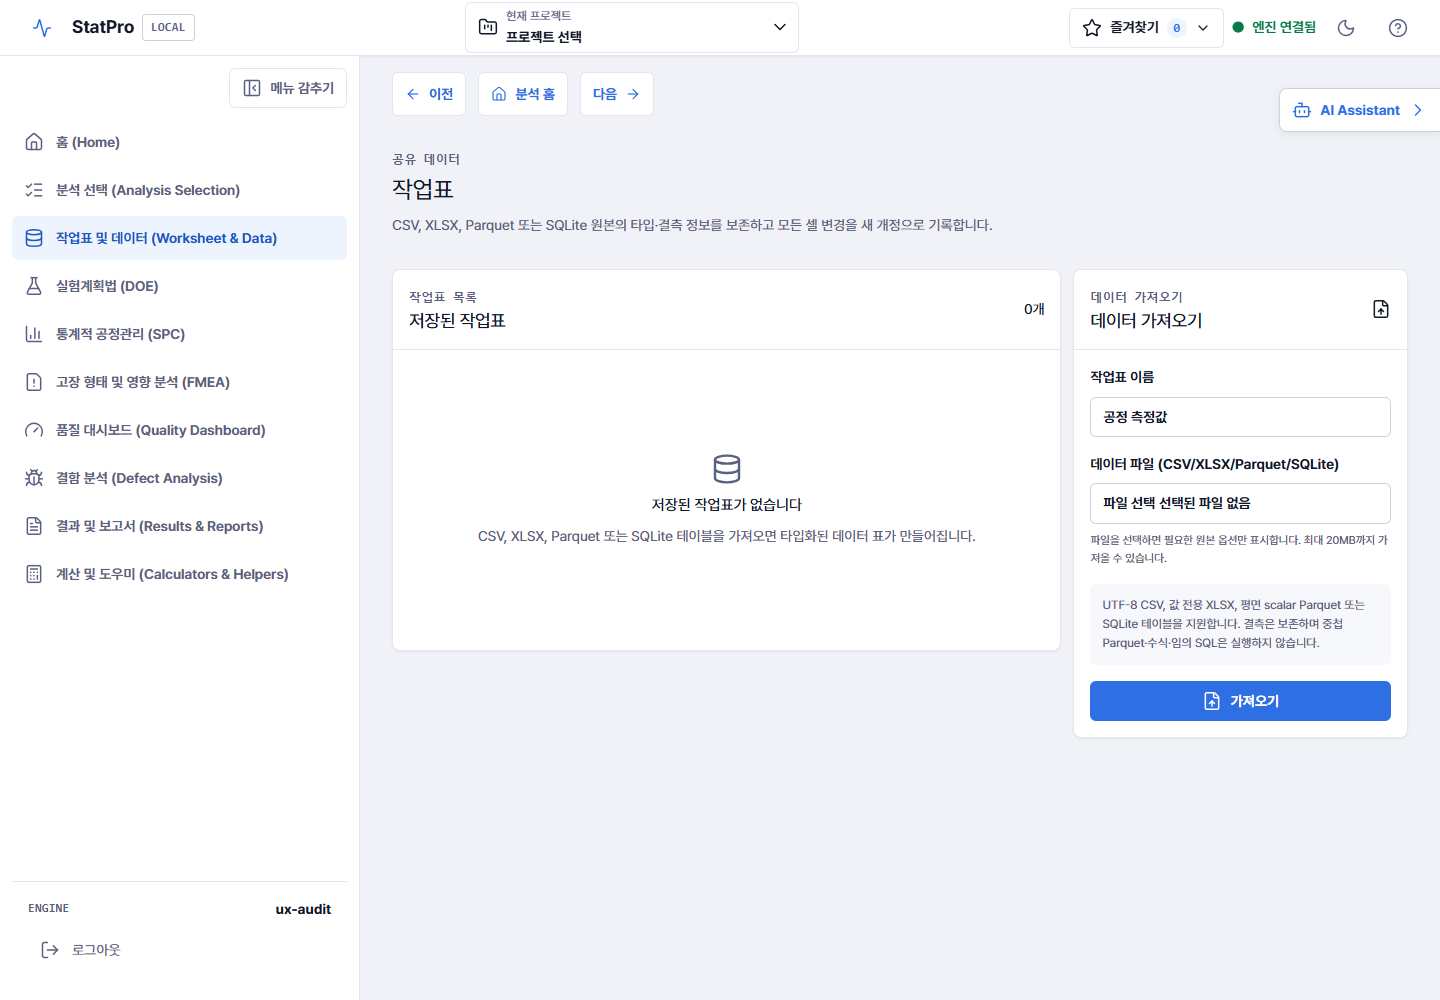 StatPro LOCAL
현재 프로젝트
프로젝트 선택
즐겨찾기 0
엔진 연결됨
메뉴 감추기
홈 (Home)
분석 선택 (Analysis Selection)
작업표 및 데이터 (Worksheet & Data)
실험계획법 (DOE)
통계적 공정관리 (SPC)
고장 형태 및 영향 분석 (FMEA)
품질 대시보드 (Quality Dashboard)
결함 분석 (Defect Analysis)
결과 및 보고서 (Results & Reports)
계산 및 도우미 (Calculators & Helpers)
ENGINE ux-audit
로그아웃
이전
분석 홈
다음
AI Assistant
공유 데이터
작업표
CSV, XLSX, Parquet 또는 SQLite 원본의 타입·결측 정보를 보존하고 모든 셀 변경을 새 개정으로 기록합니다.
작업표 목록
저장된 작업표
0개
저장된 작업표가 없습니다
CSV, XLSX, Parquet 또는 SQLite 테이블을 가져오면 타입화된 데이터 표가 만들어집니다.
데이터 가져오기
데이터 가져오기
작업표 이름
공정 측정값
데이터 파일 (CSV/XLSX/Parquet/SQLite)
파일 선택 선택된 파일 없음
파일을 선택하면 필요한 원본 옵션만 표시합니다. 최대 20MB까지 가
져올 수 있습니다.
UTF-8 CSV, 값 전용 XLSX, 평면 scalar Parquet 또는
SQLite 테이블을 지원합니다. 결측은 보존하며 중첩
Parquet·수식·임의 SQL은 실행하지 않습니다.
가져오기